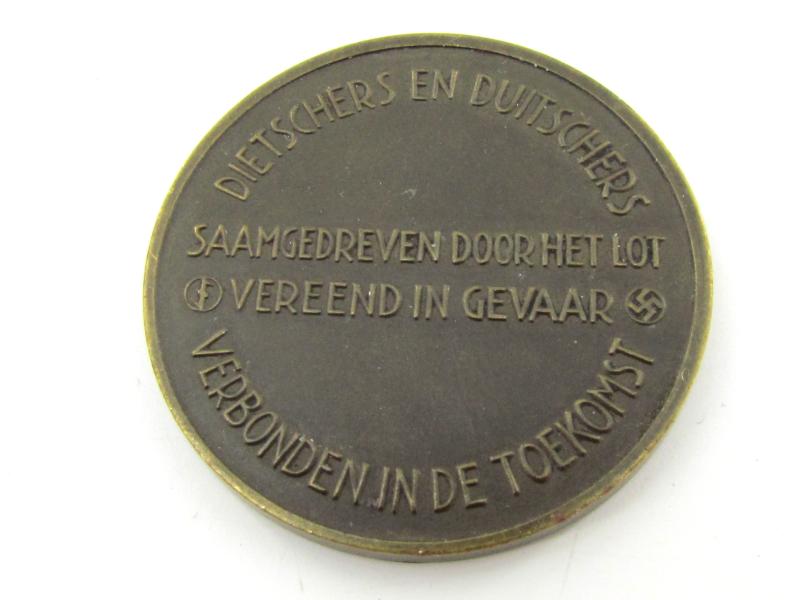 DIETSCHERS EN DUITSCHERS
SAAMGEDREVEN DOOR HET LOT
VEREEND IN GEVAAR
VERBONDEN IN DE TOEKOMST